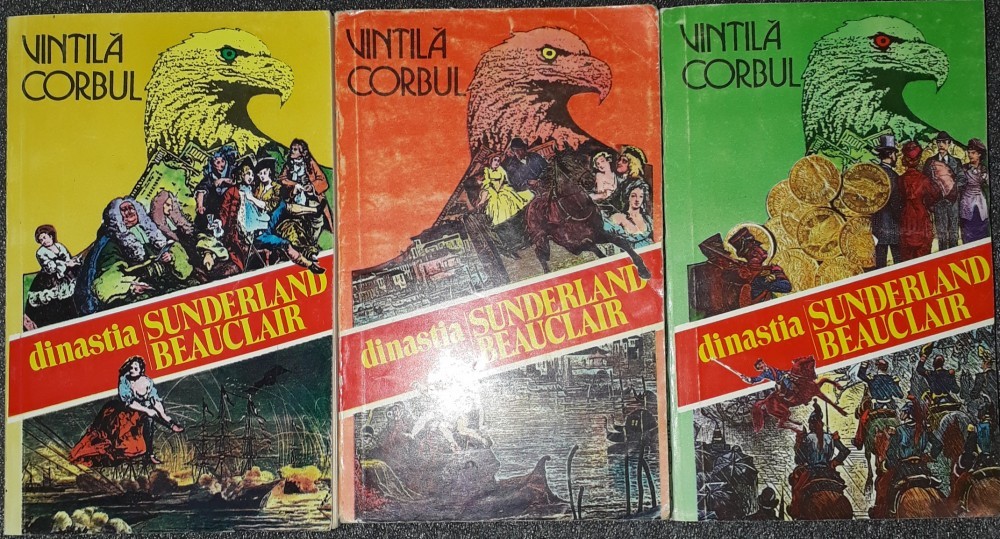 VINTILĂ
CORBUL
dinastia SUNDERLAND
BEAUCLAIR
VINTILĂ
CORBUL
dinastia SUNDERLAND
BEAUCLAIR
VINTILĂ
CORBUL
dinastia SUNDERLAND
BEAUCLAIR